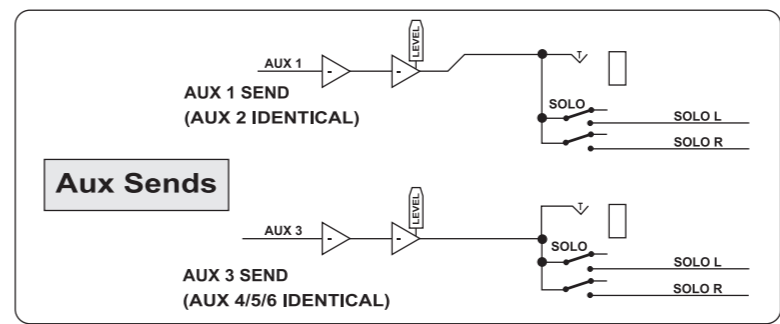 LEVEL
AUX 1
T
AUX 1 SEND
(AUX 2 IDENTICAL)
SOLO
SOLO L
SOLO R
Aux Sends
LEVEL
AUX 3
T
SOLO
SOLO L
AUX 3 SEND
(AUX 4/5/6 IDENTICAL)
SOLO R